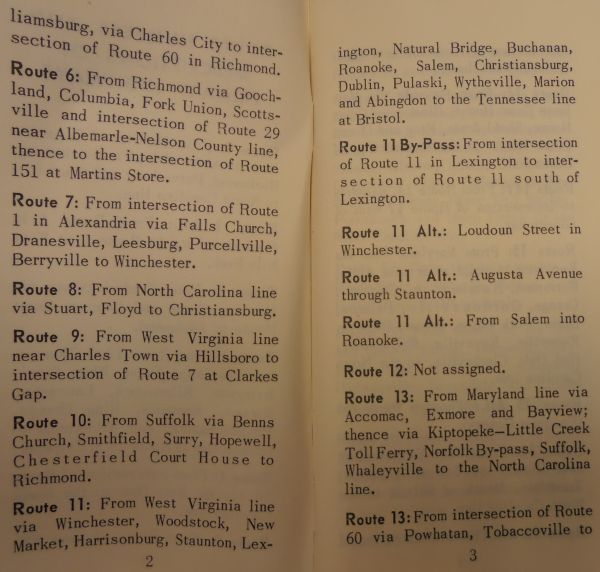 liamsburg, via Charles City to inter-
section of Route 60 in Richmond.
Route 6: From Richmond via Gooch-
land, Columbia, Fork Union, Scotts-
ville and intersection of Route 29
near Albemarle-Nelson County line,
thence to the intersection of Route
151 at Martins Store.
Route 7: From intersection of Route
1 in Alexandria via Falls Church,
Dranesville, Leesburg, Purcellville,
Berryville to Winchester.
Route 8: From North Carolina line
via Stuart, Floyd to Christiansburg.
Route 9: From West Virginia line
near Charles Town via Hillsboro to
intersection of Route 7 at Clarkes
Gap.
Route 10: From Suffolk via Benns
Church, Smithfield, Surry, Hopewell,
Chesterfield Court House to
Richmond.
Route 11: From West Virginia line
via Winchester, Woodstock, New
Market, Harrisonburg, Staunton, Lex-
2
ington, Natural Bridge, Buchanan,
Roanoke, Salem, Christiansburg,
Dublin, Pulaski, Wytheville, Marion
and Abingdon to the Tennessee line
at Bristol.
Route 11 By-Pass: From intersection
of Route 11 in Lexington to inter-
section of Route 11 south of
Lexington.
Route 11 Alt.: Loudoun Street in
Winchester.
Route 11 Alt.: Augusta Avenue
through Staunton.
Route 11 Alt.: From Salem into
Roanoke.
Route 12: Not assigned.
Route 13: From Maryland line via
Accomac, Exmore and Bayview;
thence via Kiptopeke—Little Creek
Toll Ferry, Norfolk By-pass, Suffolk,
Whaleyville to the North Carolina
line.
Route 13: From intersection of Route
60 via Powhatan, Tobaccoville to
3